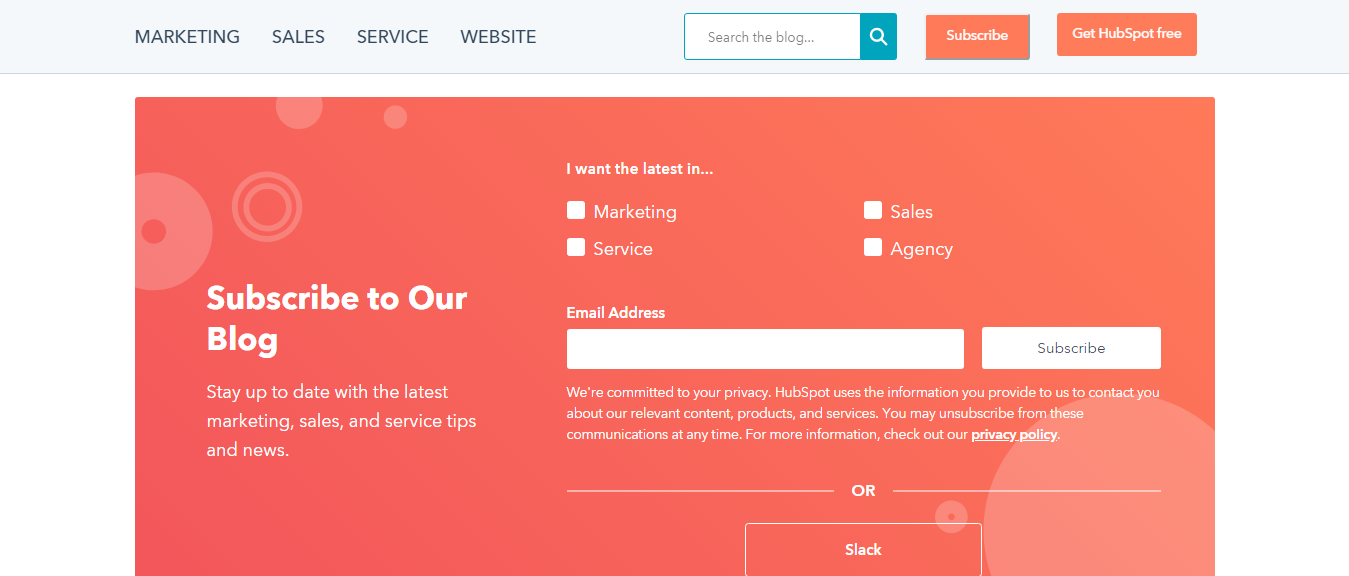 MARKETING SALES SERVICE WEBSITE Search the blog... Subscribe Get HubSpot free
Subscribe to Our
Blog
Stay up to date with the latest
marketing, sales, and service tips
and news.
I want the latest in...
Marketing Sales
Service Agency
Email Address
Subscribe
We're committed to your privacy. HubSpot uses the information you provide to us to contact you
about our relevant content, products, and services. You may unsubscribe from these
communications at any time. For more information, check out our privacy policy.
OR
Slack